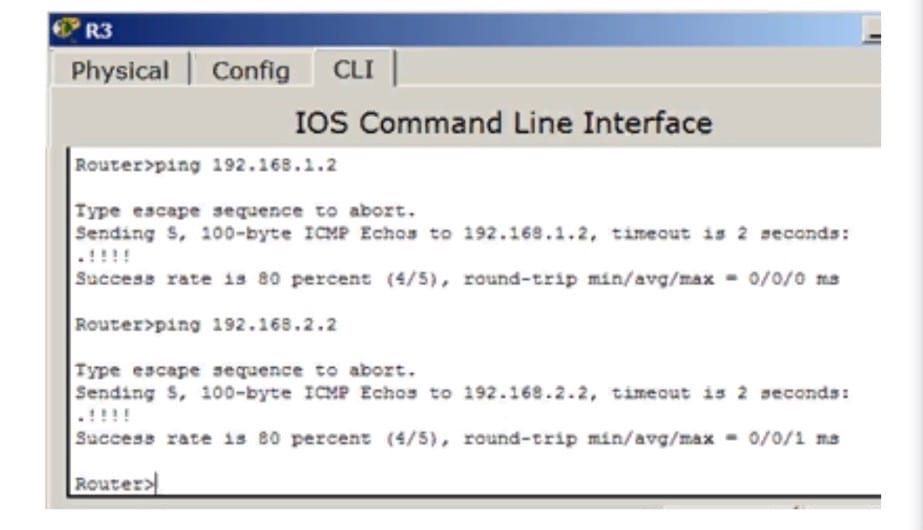 R3
Physical Config CLI
IOS Command Line Interface
Router>ping 192.168.1.2
Type escape sequence to abort.
Sending 5, 100-byte ICMP Echos to 192.168.1.2, timeout is 2 seconds:
.!!!!
Success rate is 80 percent (4/5), round-trip min/avg/max = 0/0/0 ms
Router>ping 192.168.2.2
Type escape sequence to abort.
Sending 5, 100-byte ICMP Echos to 192.168.2.2, timeout is 2 seconds:
.!!!!
Success rate is 80 percent (4/5), round-trip min/avg/max = 0/0/1 ms
Router>